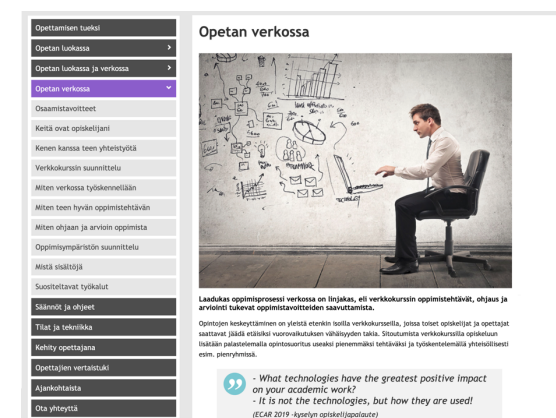 Opettamisen tueksi
Opetan luokassa
Opetan luokassa ja verkossa
Opetan verkossa
Osaamistavoitteet
Keitä ovat opiskelijani
Kenen kanssa teen yhteistyötä
Verkkokurssin suunnittelu
Miten verkossa työskennellään
Miten teen hyvän oppimistehtävän
Miten ohjaan ja arvioin oppimista
Oppimisympäristön suunnittelu
Mistä sisältöjä
Suositeltavat työkalut
Säännöt ja ohjeet
Tilat ja tekniikka
Kehity opettajana
Opettajien vertaistuki
Ajankohtaista
Ota yhteyttä
Opetan verkossa
Laadukas oppimisprosessi verkossa on linjakas, eli verkkokurssin oppimistehtävät, ohjaus ja
arviointi tukevat oppimistavoitteiden saavuttamista.
Opintojen keskeyttäminen on yleistä etenkin isoilla verkkokursseilla, joissa toiset opiskelijat ja opettajat
saattavat jäädä etäisiksi vuorovaikutuksen vähäisyyden takia. Sitoutumista verkkokurssilla opiskeluun
lisätään palastelemalla opintosuoritus useaksi pienemmäksi tehtäväksi ja työskentelemällä yhteisöllisesti
esim. pienryhmissä.
- What technologies have the greatest positive impact
on your academic work?
- It is not the technologies, but how they are used!
(ECAR 2019 -kyselyn opiskelijapalaute)